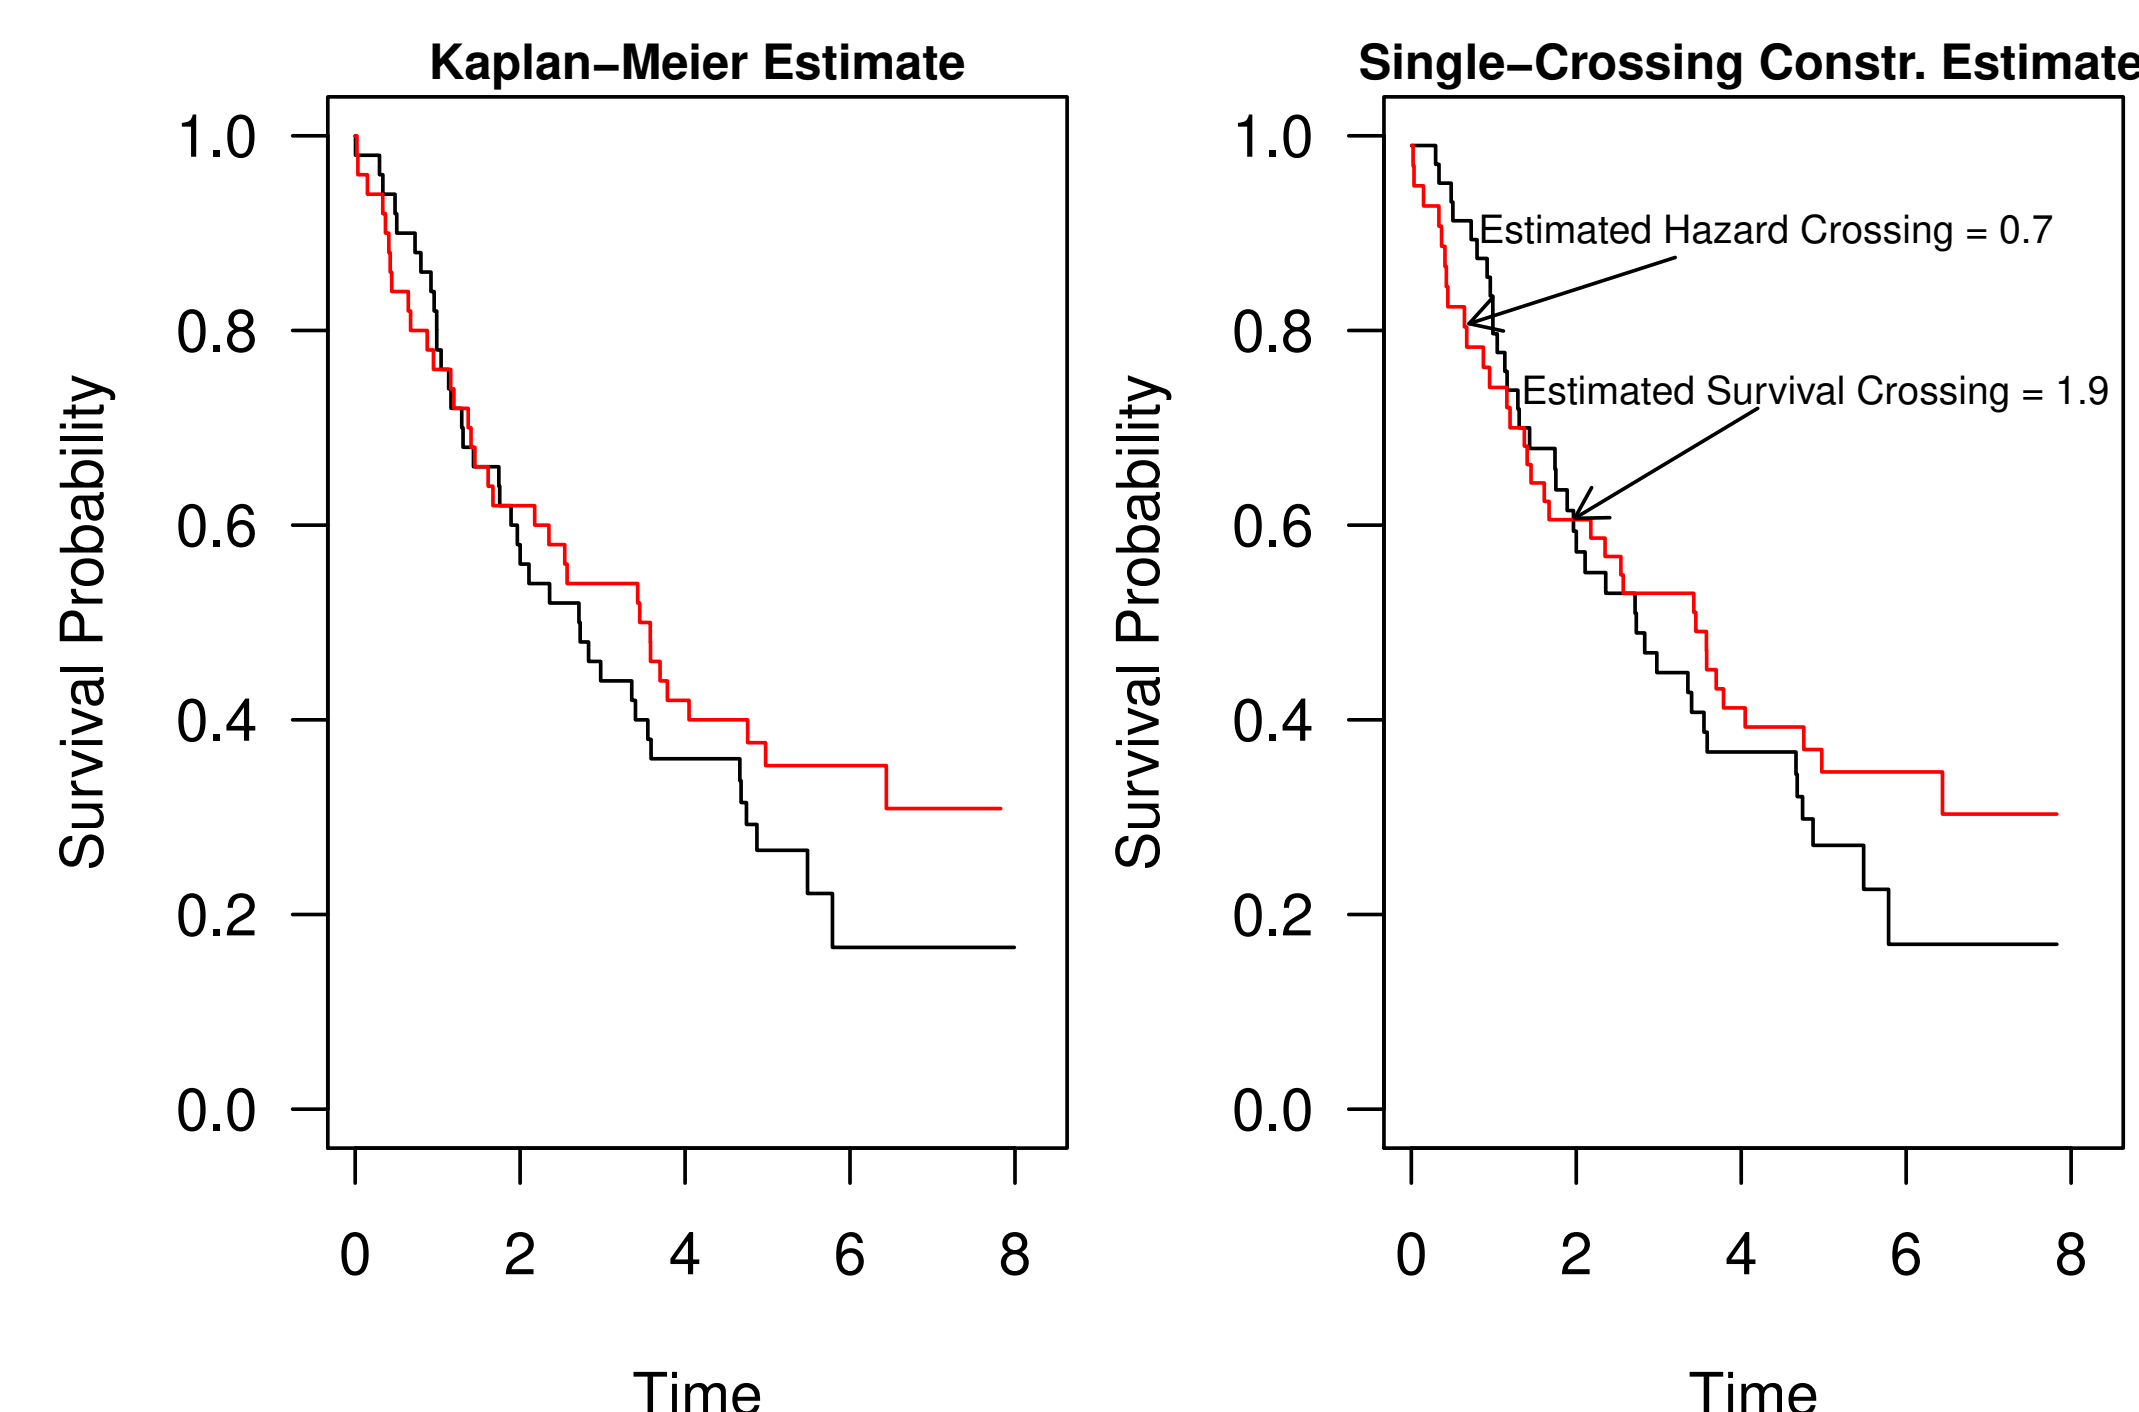 Kaplan−Meier Estimate
Survival Probability
1.0
0.8
0.6
0.4
0.2
0.0
0 2 4 6 8
Time
Single−Crossing Constr. Estimate
Survival Probability
1.0
0.8
0.6
0.4
0.2
0.0
Estimated Hazard Crossing = 0.7
Estimated Survival Crossing = 1.9
0 2 4 6 8
Time